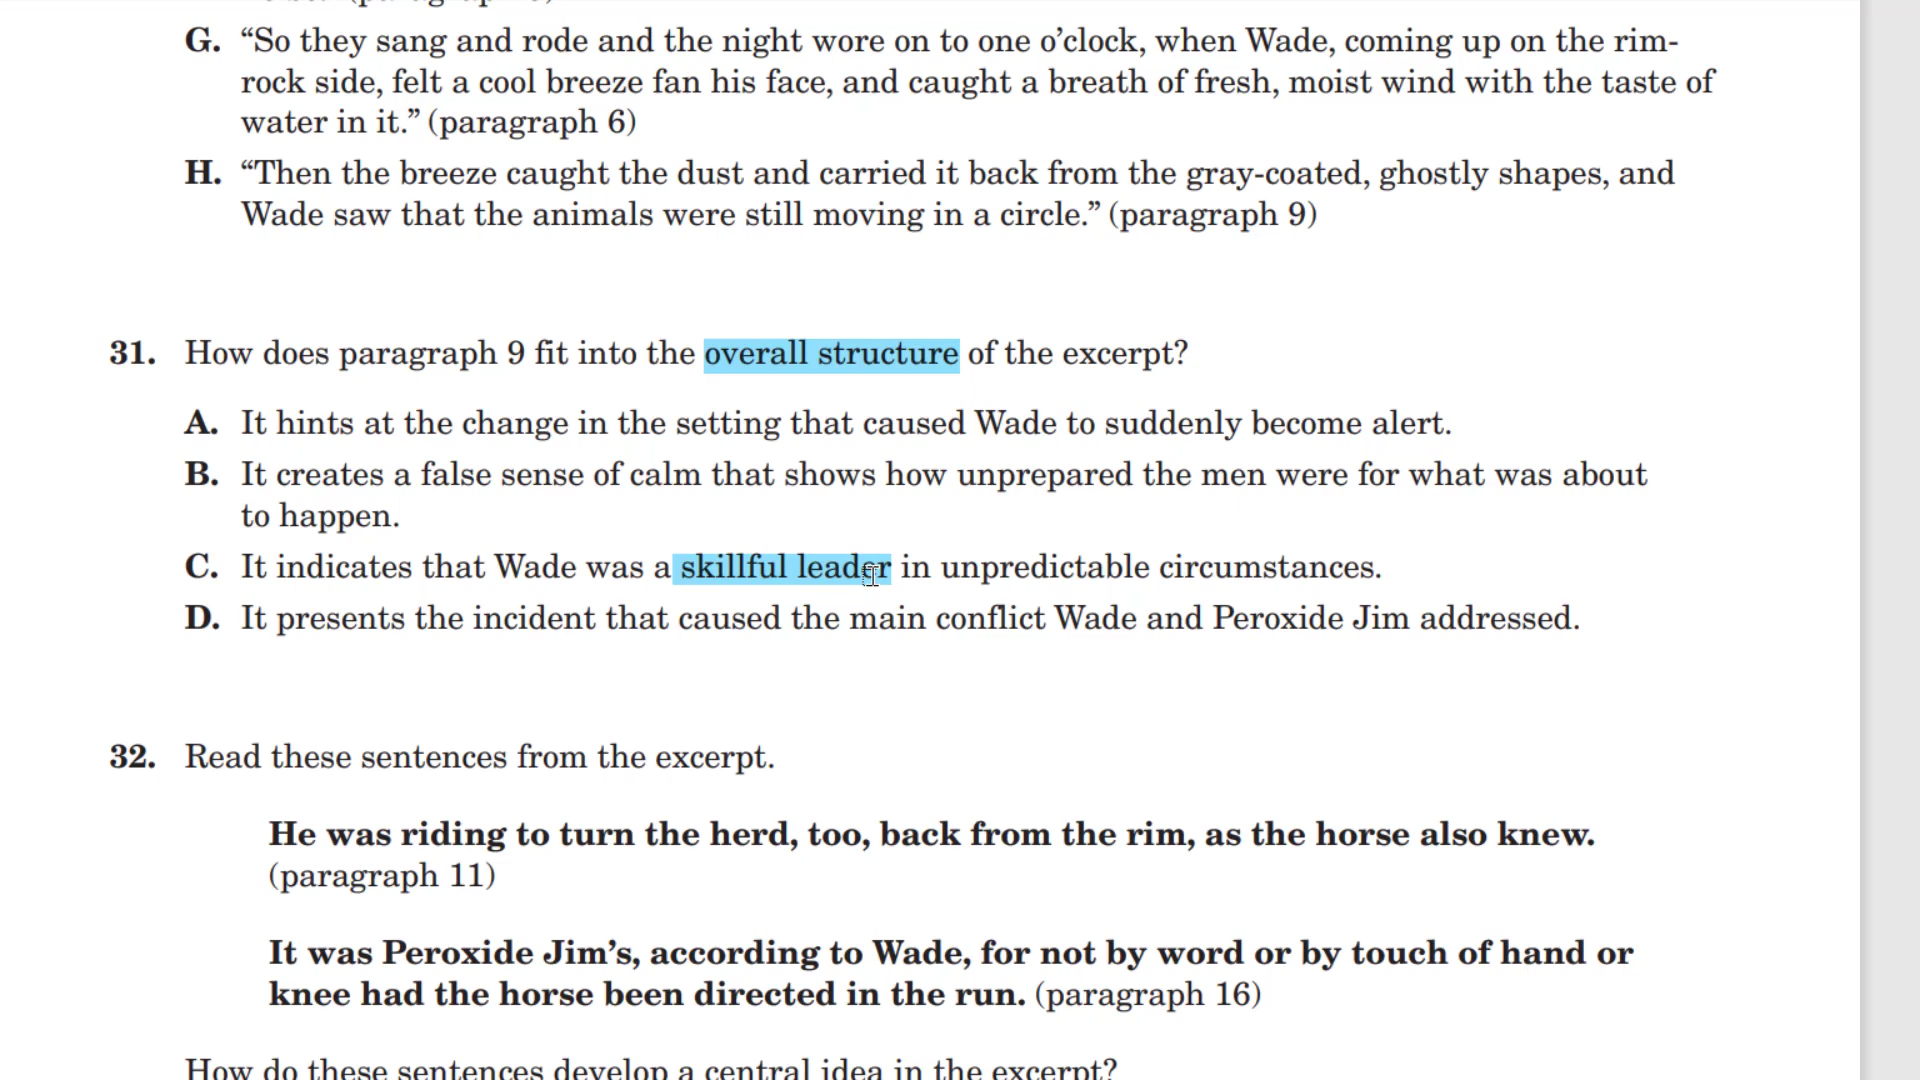 G. “So they sang and rode and the night wore on to one o’clock, when Wade, coming up on the rim-
rock side, felt a cool breeze fan his face, and caught a breath of fresh, moist wind with the taste of
water in it.” (paragraph 6)
H. “Then the breeze caught the dust and carried it back from the gray-coated, ghostly shapes, and
Wade saw that the animals were still moving in a circle.” (paragraph 9)
31. How does paragraph 9 fit into the overall structure of the excerpt?
A. It hints at the change in the setting that caused Wade to suddenly become alert.
B. It creates a false sense of calm that shows how unprepared the men were for what was about
to happen.
C. It indicates that Wade was a skillful leader in unpredictable circumstances.
D. It presents the incident that caused the main conflict Wade and Peroxide Jim addressed.
32. Read these sentences from the excerpt.
He was riding to turn the herd, too, back from the rim, as the horse also knew.
(paragraph 11)
It was Peroxide Jim’s, according to Wade, for not by word or by touch of hand or
knee had the horse been directed in the run. (paragraph 16)
How do these sentences develop a central idea in the excerpt?